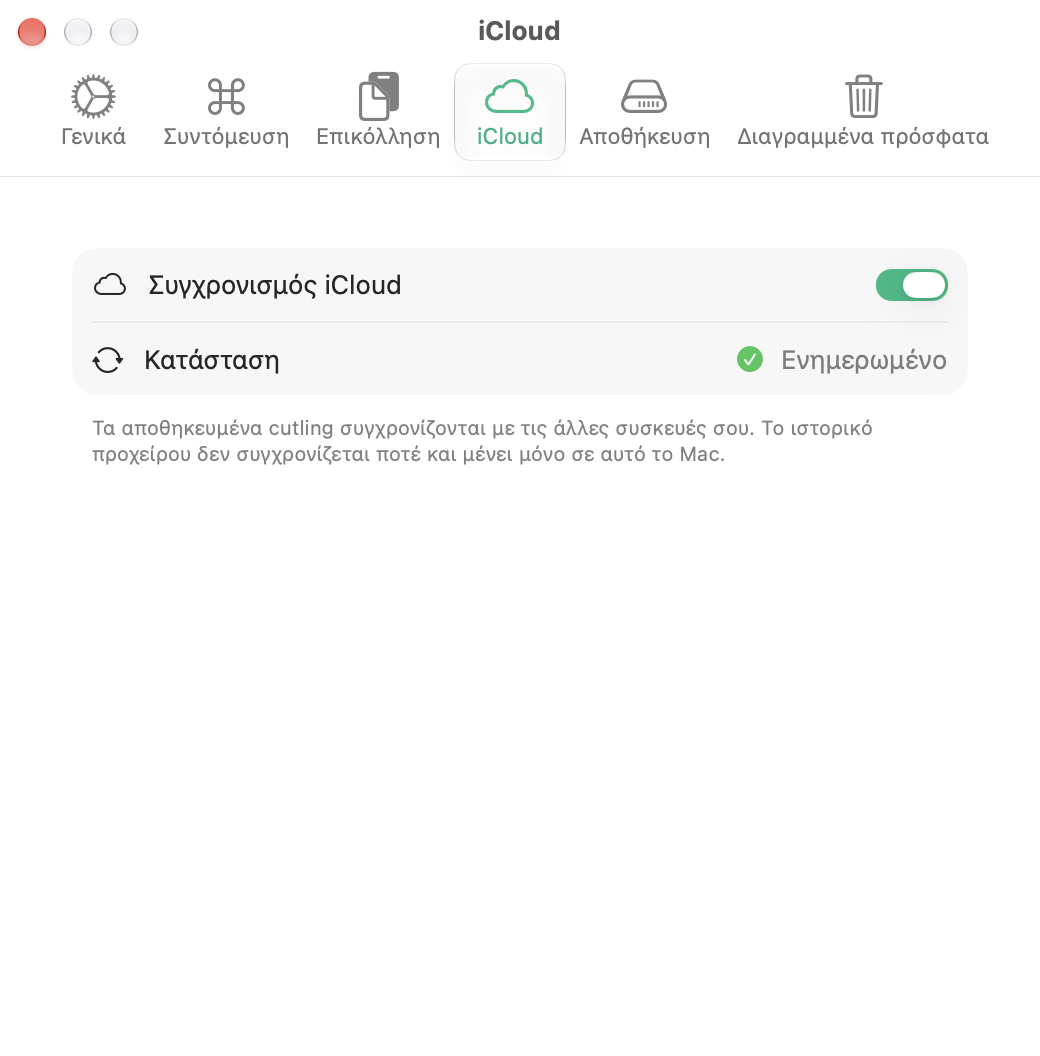 iCloud
Γενικά
Συντόμευση
Επικόλληση
iCloud
Αποθήκευση
Διαγραμμένα πρόσφατα
Συγχρονισμός iCloud
Κατάσταση
Ενημερωμένο
Τα αποθηκευμένα cutling συγχρονίζονται με τις άλλες συσκευές σου. Το ιστορικό
προχείρου δεν συγχρονίζεται ποτέ και μένει μόνο σε αυτό το Mac.